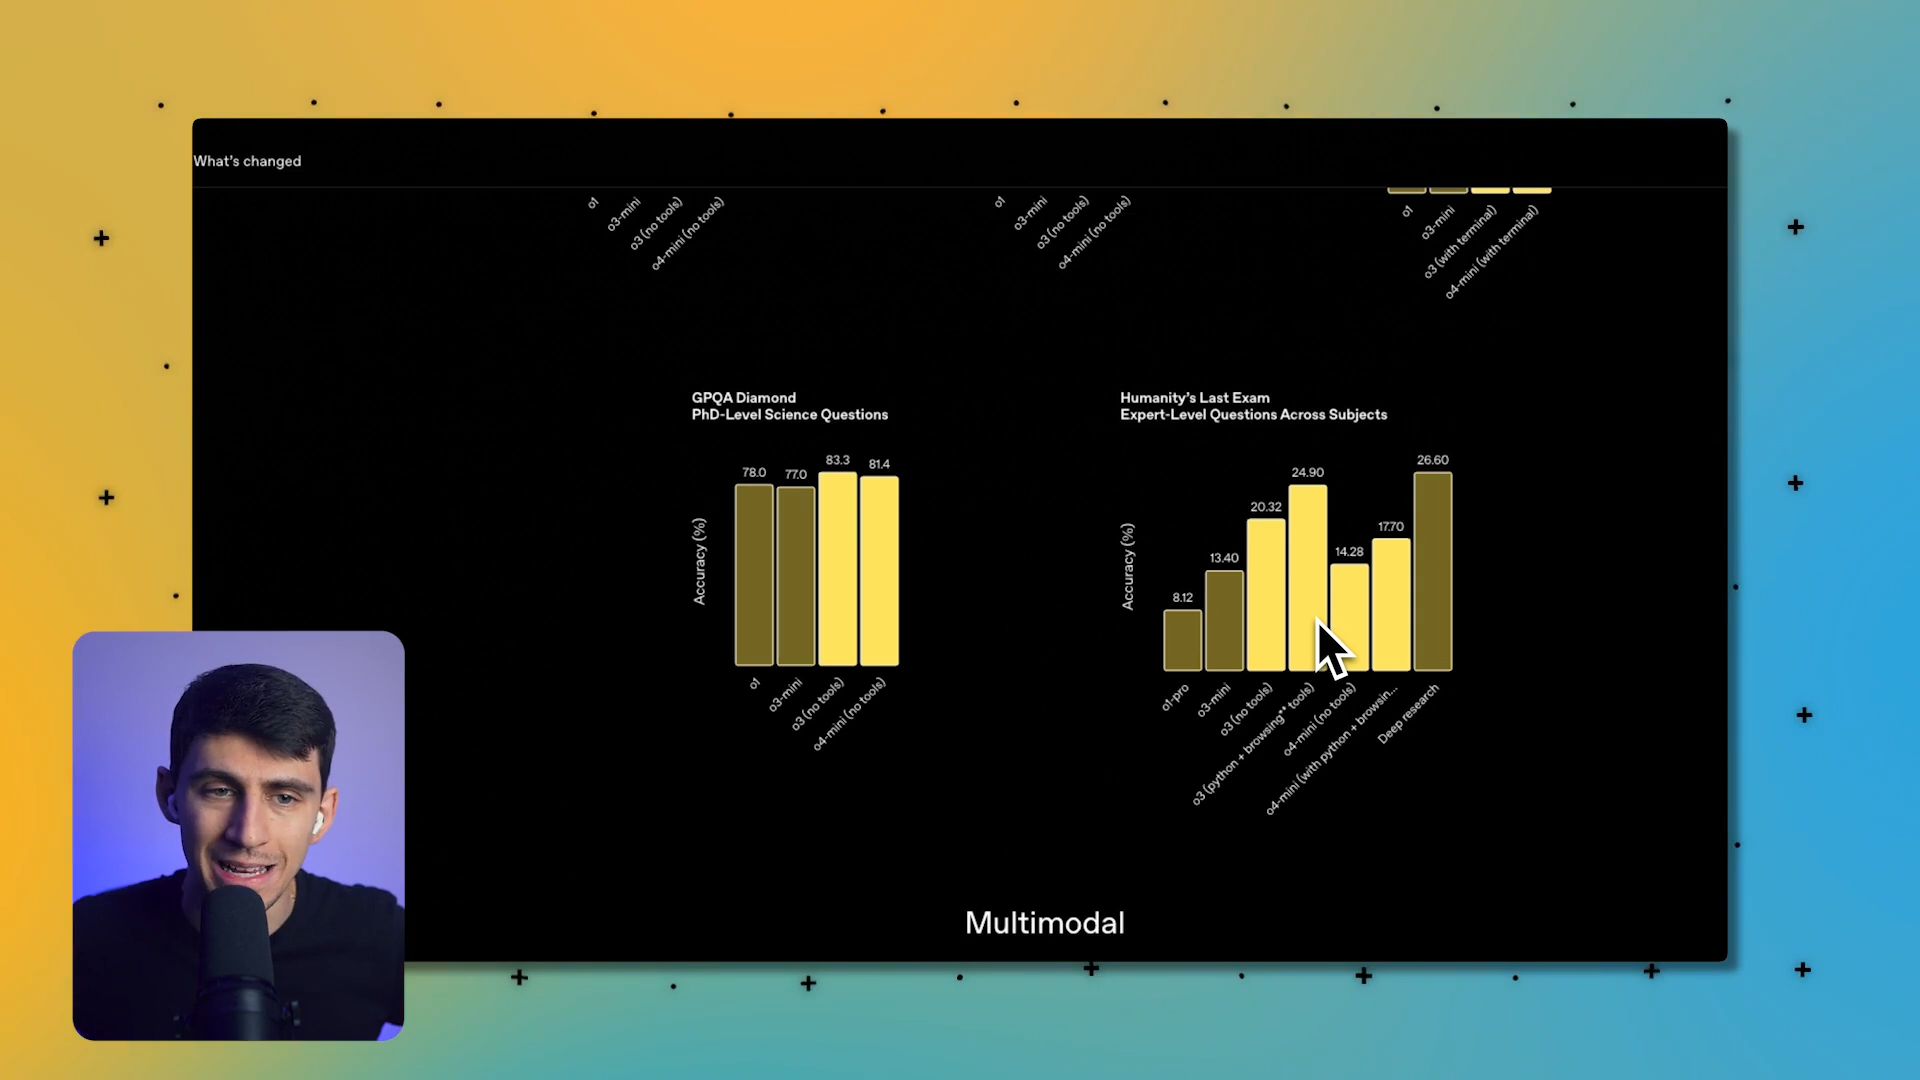 What's changed
o1
o3-mini
o3 (no tools)
o4-mini (no tools)
o1
o3-mini
o3 (no tools)
o4-mini (no tools)
o1
o3-mini
o3 (with terminal)
o4-mini (with terminal)
GPQA Diamond
PhD-Level Science Questions
Accuracy (%)
78.0
77.0
83.3
81.4
o1
o3-mini
o3 (no tools)
o4-mini (no tools)
Humanity's Last Exam
Expert-Level Questions Across Subjects
Accuracy (%)
8.12
13.40
20.32
24.90
14.28
17.70
26.60
o1-pro
o3-mini
o3 (no tools)
o3 (python + browsing** tools)
o4-mini (no tools)
o4-mini (with python + browsin...
Deep research
Multimodal